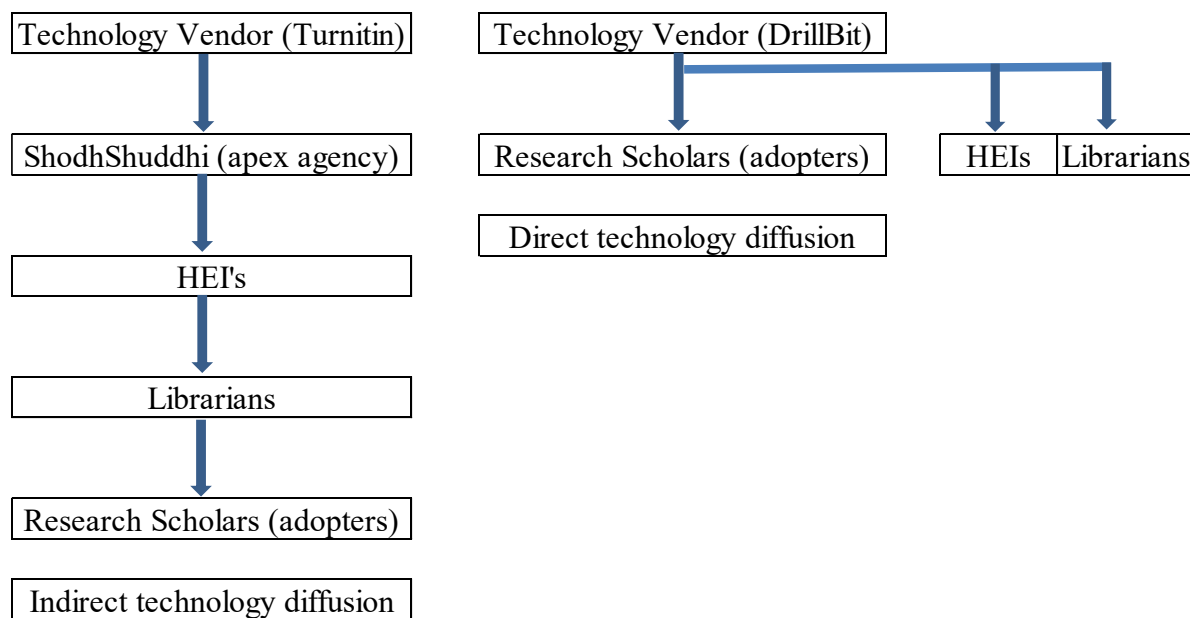 Technology Vendor (Turnitin)
ShodhShuddhi (apex agency)
HEI's
Librarians
Research Scholars (adopters)
Indirect technology diffusion
Technology Vendor (DrillBit)
Research Scholars (adopters)
HEIs
Librarians
Direct technology diffusion